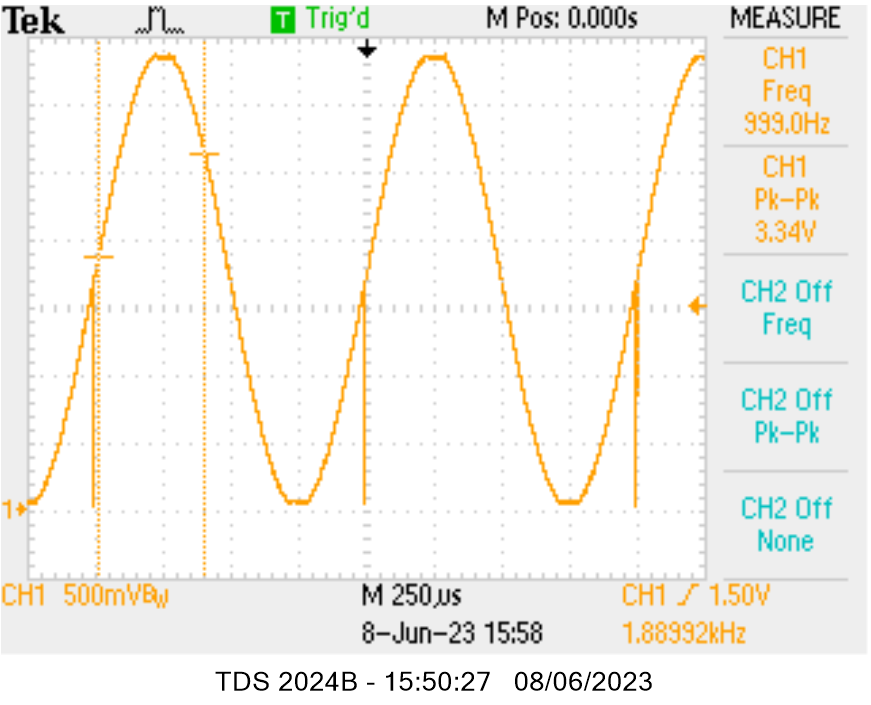 Tek T Trig'd M Pos: 0.000s MEASURE
CH1
Freq
999.0Hz
CH1
Pk-Pk
3.34V
CH2 Off
Freq
CH2 Off
Pk-Pk
CH2 Off
None
1
CH1 500mVBW M 250µs CH1 1.50V
8-Jun-23 15:58 1.88992kHz
TDS 2024B - 15:50:27 08/06/2023